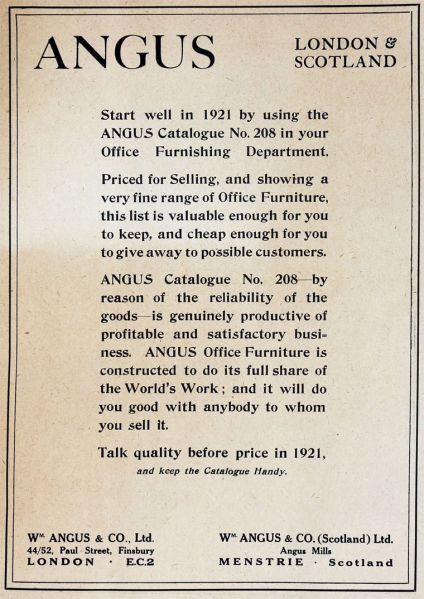 ANGUS
LONDON &
SCOTLAND
Start well in 1921 by using the
ANGUS Catalogue No. 208 in your
Office Furnishing Department.
Priced for Selling, and showing a
very fine range of Office Furniture,
this list is valuable enough for you
to keep, and cheap enough for you
to give away to possible customers.
ANGUS Catalogue No. 208—by
reason of the reliability of the
goods—is genuinely productive of
profitable and satisfactory busi-
ness. ANGUS Office Furniture is
constructed to do its full share of
the World's Work; and it will do
you good with anybody to whom
you sell it.
Talk quality before price in 1921,
and keep the Catalogue Handy.
WM. ANGUS & CO., Ltd.
44/52, Paul Street, Finsbury
LONDON · E.C.2
WM. ANGUS & CO. (Scotland) Ltd.
Angus Mills
MENSTRIE · Scotland